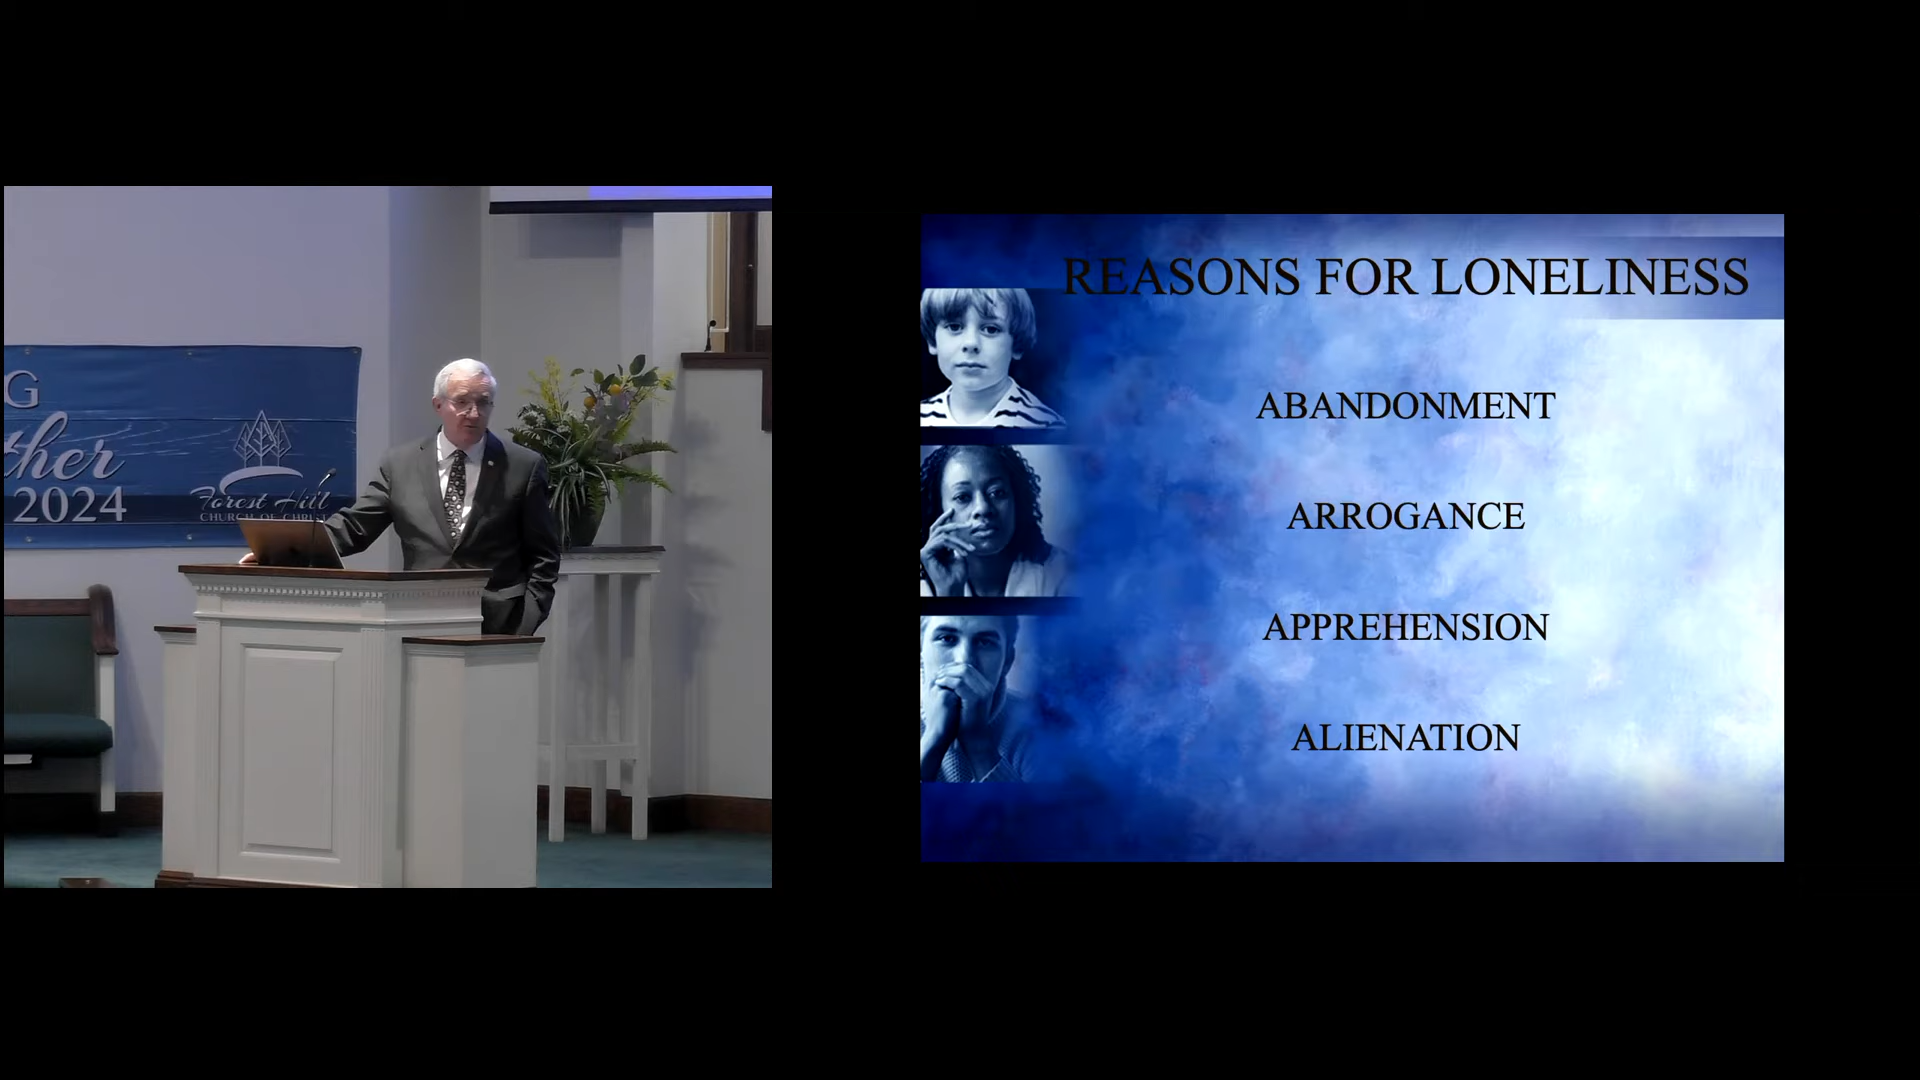 G
ther
2024
Forest Hill
CHURCH OF CHRIST
REASONS FOR LONELINESS
ABANDONMENT
ARROGANCE
APPREHENSION
ALIENATION